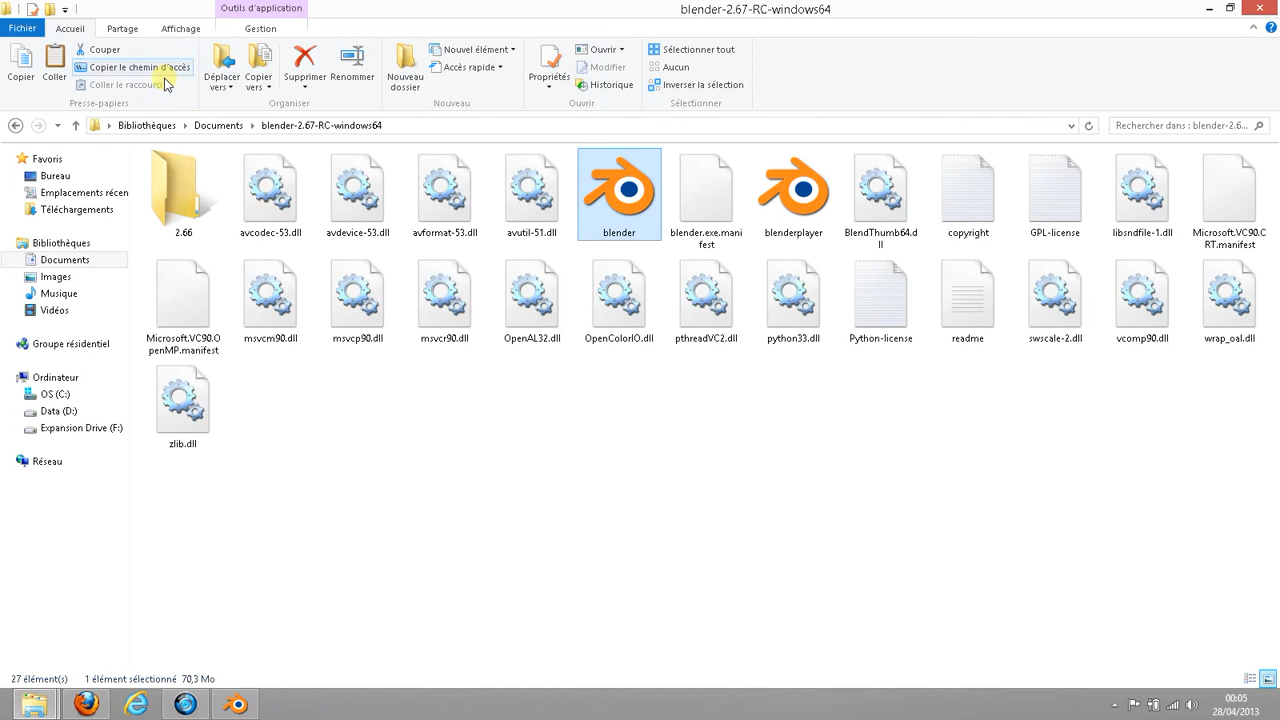 Outils d'application
blender-2.67-RC-windows64
Fichier
Accueil
Partage
Affichage
Gestion
Copier
Coller
Couper
Copier le chemin d'accès
Coller le raccourci
Presse-papiers
Déplacer vers
Copier vers
Supprimer
Renommer
Organiser
Nouveau dossier
Nouvel élément
Accès rapide
Nouveau
Propriétés
Ouvrir
Modifier
Historique
Ouvrir
Sélectionner tout
Aucun
Inverser la sélection
Sélectionner
Bibliothèques
Documents
blender-2.67-RC-windows64
Rechercher dans : blender-2.6...
Favoris
Bureau
Emplacements récen
Téléchargements
Bibliothèques
Documents
Images
Musique
Vidéos
Groupe résidentiel
Ordinateur
OS (C:)
Data (D:)
Expansion Drive (F:)
Réseau
2.66
avcodec-53.dll
avdevice-53.dll
avformat-53.dll
avutil-51.dll
blender
blender.exe.mani
fest
blenderplayer
BlendThumb64.d
ll
copyright
GPL-license
libsndfile-1.dll
Microsoft.VC90.C
RT.manifest
Microsoft.VC90.O
penMP.manifest
msvcm90.dll
msvcp90.dll
msvcr90.dll
OpenAL32.dll
OpenColorIO.dll
pthreadVC2.dll
python33.dll
Python-license
readme
swscale-2.dll
vcomp90.dll
wrap_oal.dll
zlib.dll
27 élément(s)
1 élément sélectionné 70,3 Mo
00:05
28/04/2013